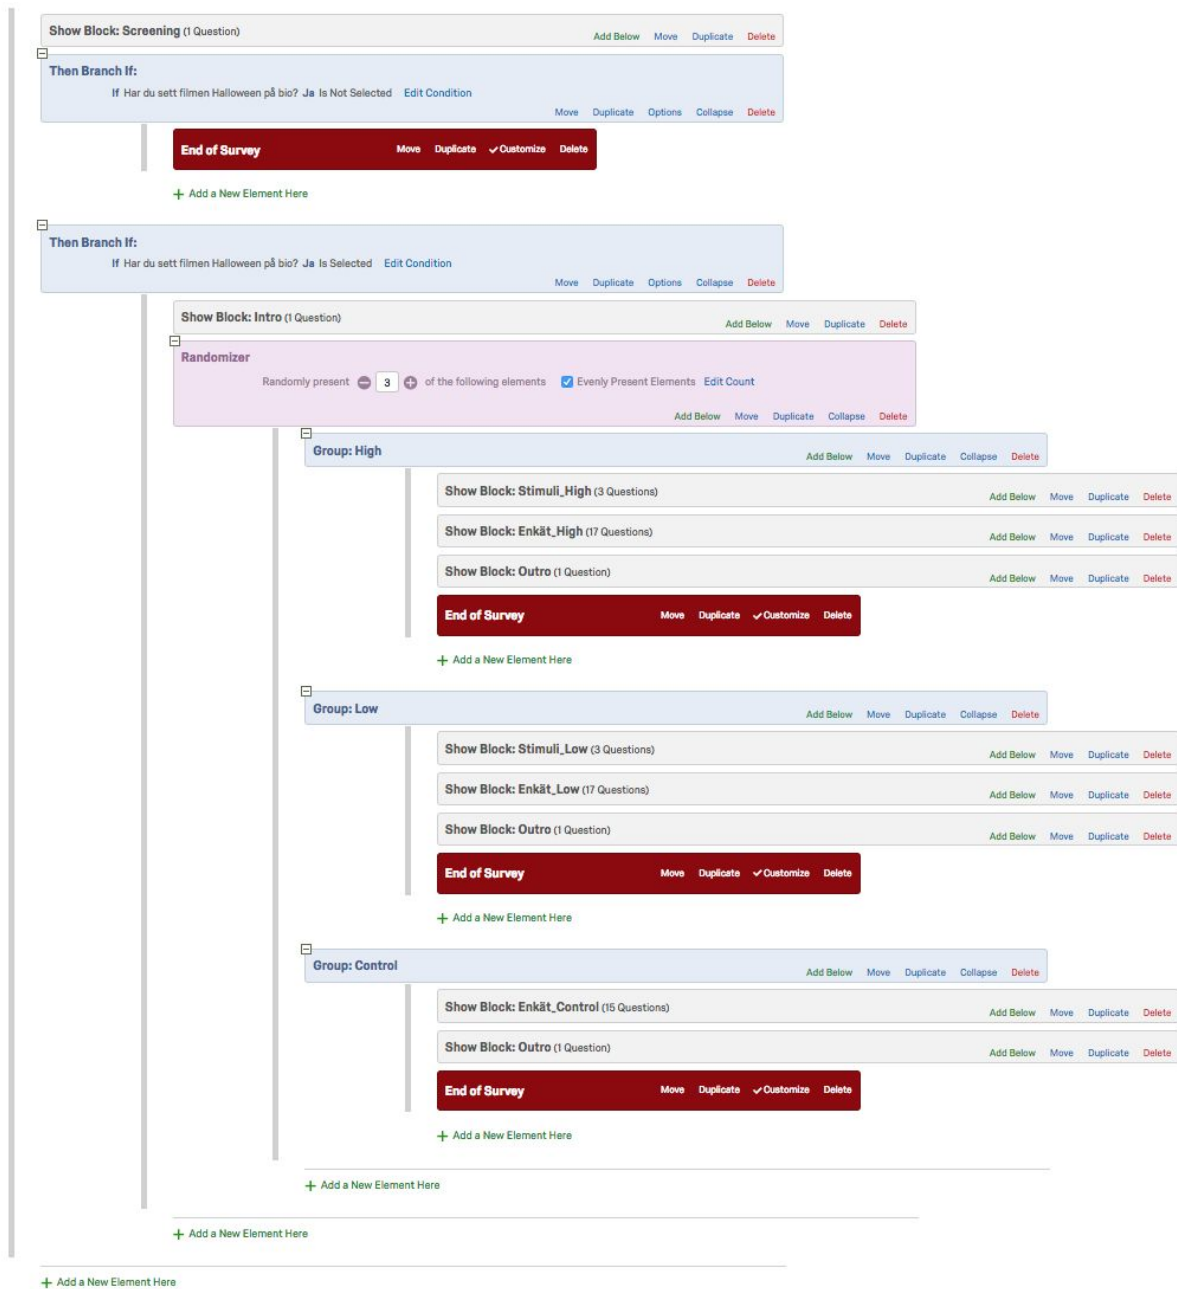 Show Block: Screening (1 Question)
Add Below Move Duplicate Delete
Then Branch If:
If Har du sett filmen Halloween på bio? Ja Is Not Selected Edit Condition
Move Duplicate Options Collapse Delete
End of Survey Move Duplicate Customize Delete
+ Add a New Element Here
Then Branch If:
If Har du sett filmen Halloween på bio? Ja Is Selected Edit Condition
Move Duplicate Options Collapse Delete
Show Block: Intro (1 Question)
Add Below Move Duplicate Delete
Randomizer
Randomly present 3 of the following elements Evenly Present Elements Edit Count
Add Below Move Duplicate Collapse Delete
Group: High
Add Below Move Duplicate Collapse Delete
Show Block: Stimuli_High (3 Questions)
Add Below Move Duplicate Delete
Show Block: Enkät_High (17 Questions)
Add Below Move Duplicate Delete
Show Block: Outro (1 Question)
Add Below Move Duplicate Delete
End of Survey Move Duplicate Customize Delete
+ Add a New Element Here
Group: Low
Add Below Move Duplicate Collapse Delete
Show Block: Stimuli_Low (3 Questions)
Add Below Move Duplicate Delete
Show Block: Enkät_Low (17 Questions)
Add Below Move Duplicate Delete
Show Block: Outro (1 Question)
Add Below Move Duplicate Delete
End of Survey Move Duplicate Customize Delete
+ Add a New Element Here
Group: Control
Add Below Move Duplicate Collapse Delete
Show Block: Enkät_Control (15 Questions)
Add Below Move Duplicate Delete
Show Block: Outro (1 Question)
Add Below Move Duplicate Delete
End of Survey Move Duplicate Customize Delete
+ Add a New Element Here
+ Add a New Element Here
+ Add a New Element Here
+ Add a New Element Here